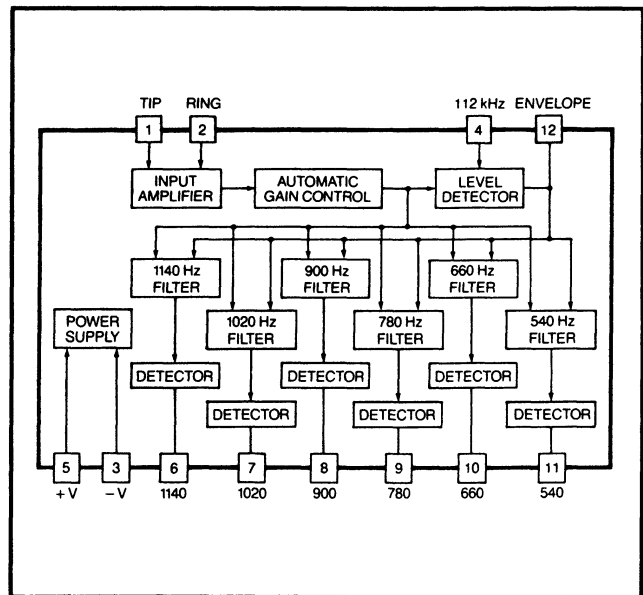 TIP RING 112 kHz ENVELOPE
1 2 4 12
INPUT AMPLIFIER
AUTOMATIC GAIN CONTROL
LEVEL DETECTOR
1140 Hz FILTER
900 Hz FILTER
660 Hz FILTER
POWER SUPPLY
1020 Hz FILTER
780 Hz FILTER
540 Hz FILTER
DETECTOR DETECTOR DETECTOR
DETECTOR DETECTOR DETECTOR
5 3 6 7 8 9 10 11
+V −V 1140 1020 900 780 660 540